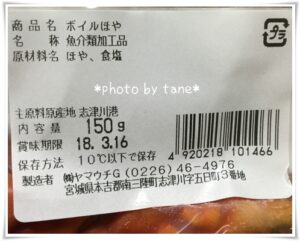 商品名 ボイルほや
名 称 魚介類加工品
原材料名 ほや、食塩
プラ
*photo by tane*
主原料原産地 志津川港
内容量 150g
賞味期限 18.3.16
保存方法 10℃以下で保存
4920218101466
製造者 ㈱ヤマウチG (0226)46-4976
宮城県本吉郡南三陸町志津川字五日町3番地